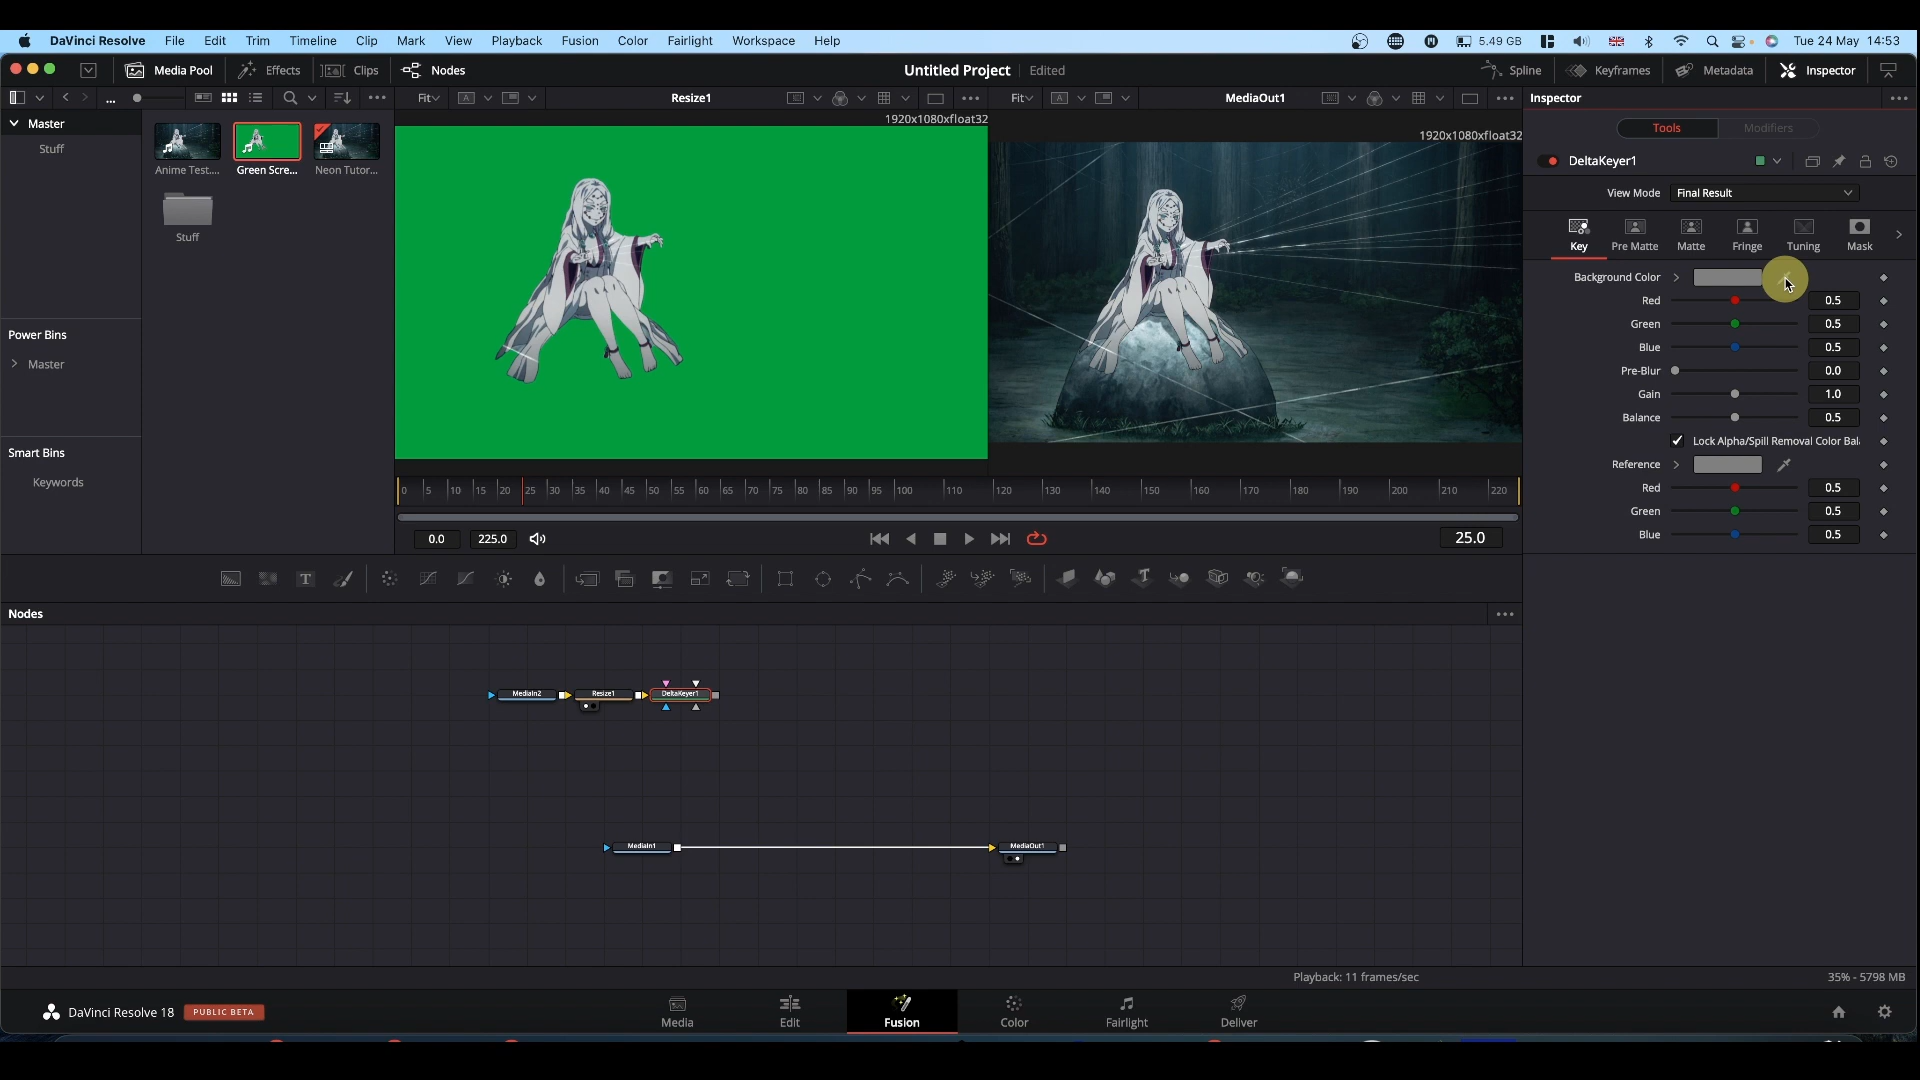 DaVinci Resolve File Edit Trim Timeline Clip Mark View Playback Fusion Color Fairlight Workspace Help 5.49 GB Tue 24 May 14:53
Media Pool Effects Clips Nodes Untitled Project Edited Spline Keyframes Metadata Inspector
... Fit Resize1 Fit MediaOut1 Inspector
1920x1080xfloat32
1920x1080xfloat32
Master
Stuff
Anime Test... Green Scre... Neon Tutor...
Stuff
Power Bins
Master
Smart Bins
Keywords
Tools Modifiers
DeltaKeyer1
View Mode Final Result
Key Pre Matte Matte Fringe Tuning Mask
Background Color
Red 0.5
Green 0.5
Blue 0.5
Pre-Blur 0.0
Gain 1.0
Balance 0.5
Lock Alpha/Spill Removal Color Bal
Reference
Red 0.5
Green 0.5
Blue 0.5
0 5 10 15 20 25 30 35 40 45 50 55 60 65 70 75 80 85 90 95 100 110 120 130 140 150 160 170 180 190 200 210 220
0.0 225.0 25.0
T T
Nodes
MediaIn2 Resize1 DeltaKeyer1
MediaIn1 MediaOut1
Playback: 11 frames/sec 35% - 5798 MB
DaVinci Resolve 18 PUBLIC BETA
Media Edit Fusion Color Fairlight Deliver